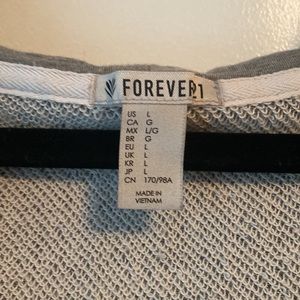 FOREVER 21
US L
CA G
MX L/G
BR G
EU L
UK L
KR L
JP L
CN 170/98A
MADE IN
VIETNAM